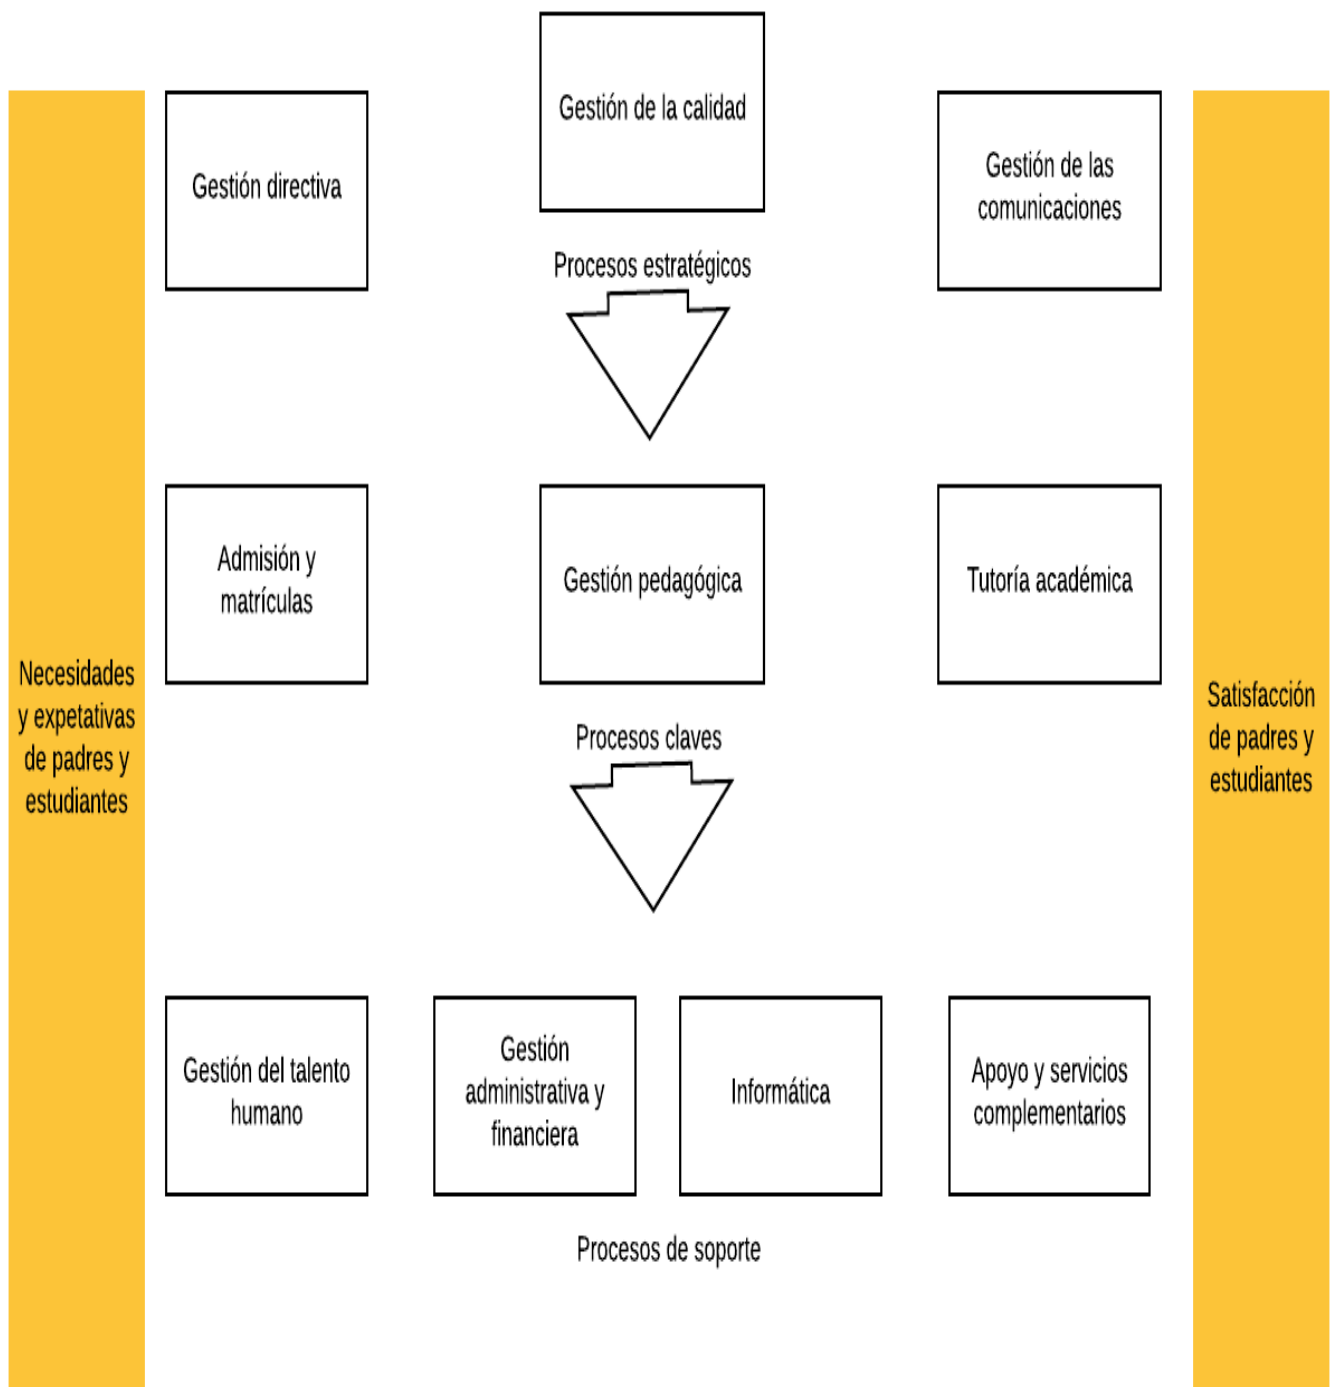 Gestión de la calidad
Gestión directiva
Gestión de las
comunicaciones
Procesos estratégicos
Admisión y
matrículas
Gestión pedagógica
Tutoría académica
Necesidades
y expetativas
de padres y
estudiantes
Satisfacción
de padres y
estudiantes
Procesos claves
Gestión del talento
humano
Gestión
administrativa y
financiera
Informática
Apoyo y servicios
complementarios
Procesos de soporte